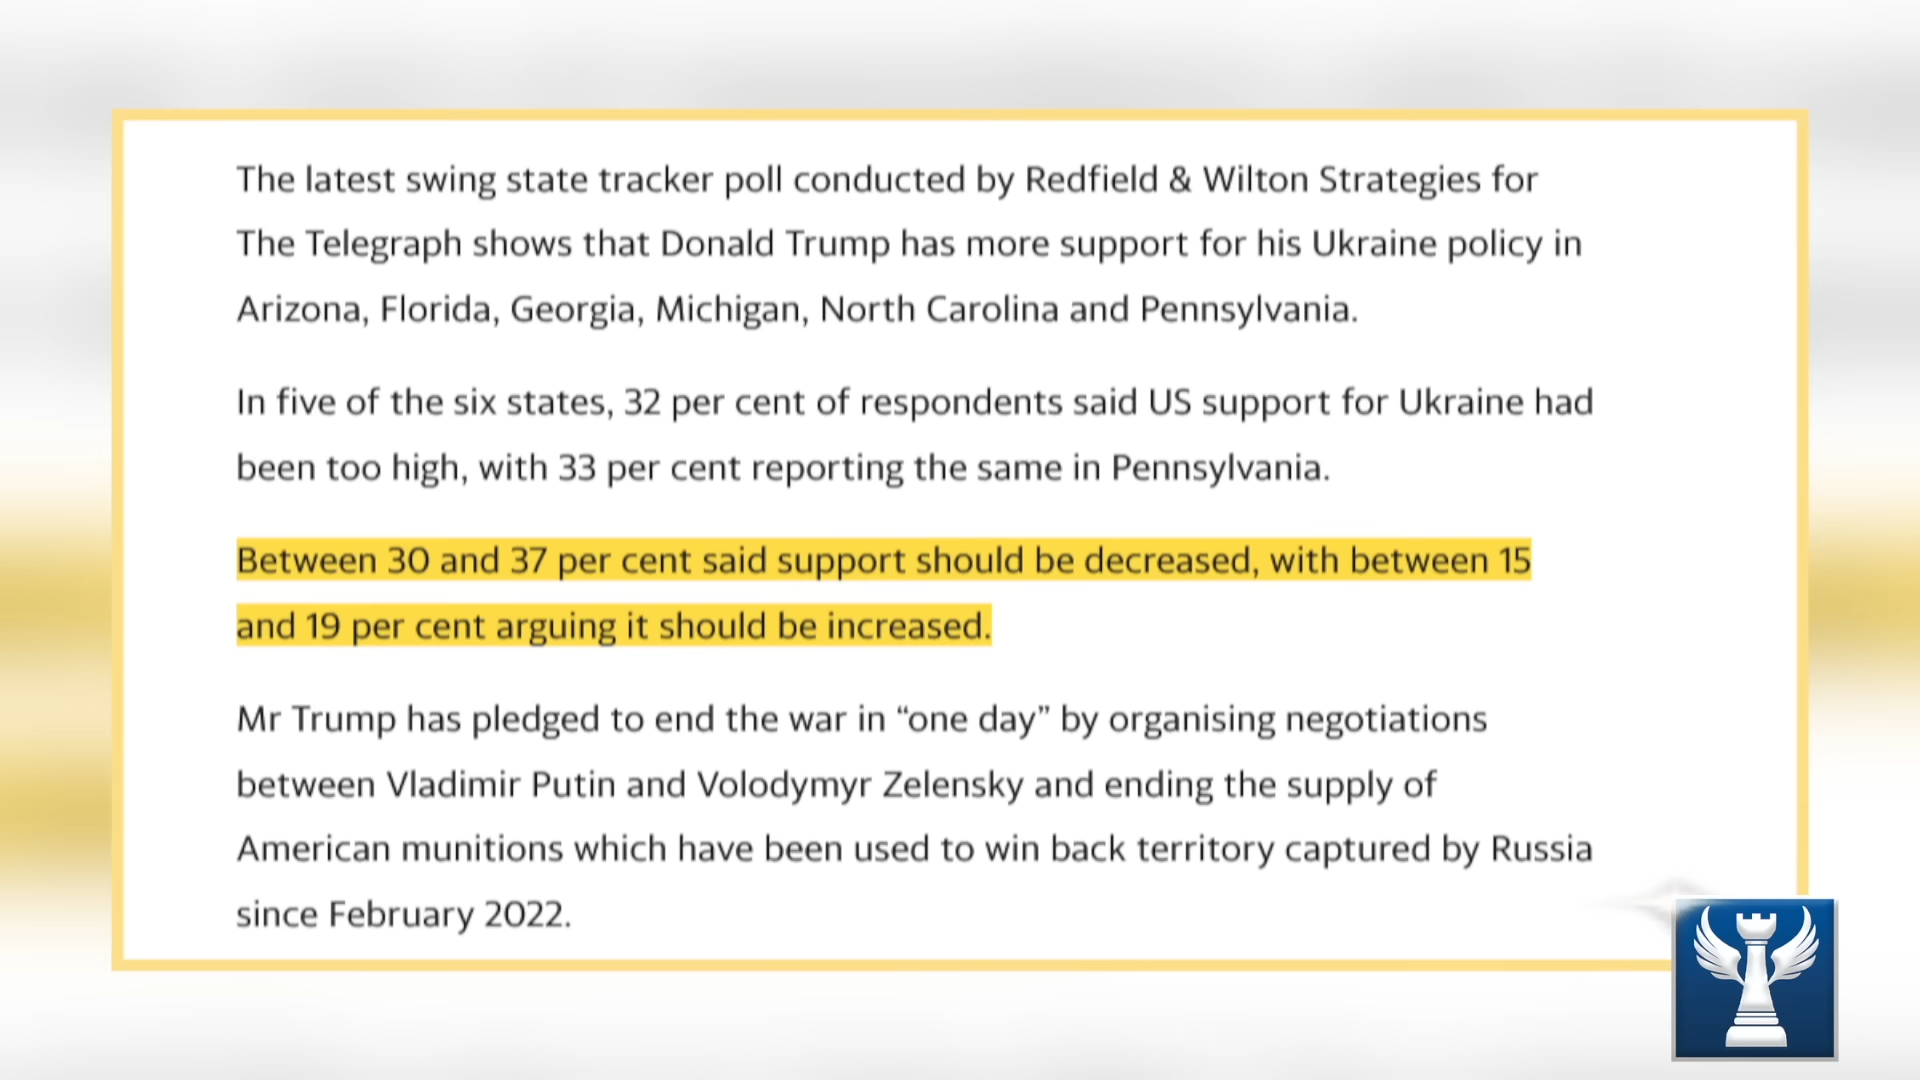 The latest swing state tracker poll conducted by Redfield & Wilton Strategies for
The Telegraph shows that Donald Trump has more support for his Ukraine policy in
Arizona, Florida, Georgia, Michigan, North Carolina and Pennsylvania.
In five of the six states, 32 per cent of respondents said US support for Ukraine had
been too high, with 33 per cent reporting the same in Pennsylvania.
Between 30 and 37 per cent said support should be decreased, with between 15
and 19 per cent arguing it should be increased.
Mr Trump has pledged to end the war in “one day” by organising negotiations
between Vladimir Putin and Volodymyr Zelensky and ending the supply of
American munitions which have been used to win back territory captured by Russia
since February 2022.